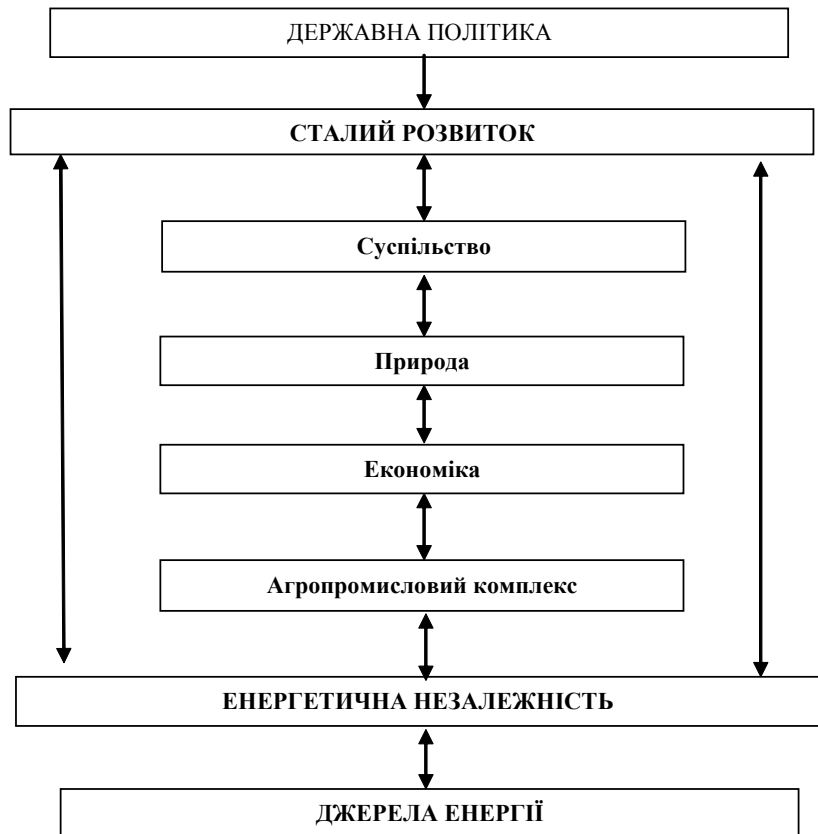 ДЕРЖАВНА ПОЛІТИКА
СТАЛИЙ РОЗВИТОК
Суспільство
Природа
Економіка
Агропромисловий комплекс
ЕНЕРГЕТИЧНА НЕЗАЛЕЖНІСТЬ
ДЖЕРЕЛА ЕНЕРГІЇ